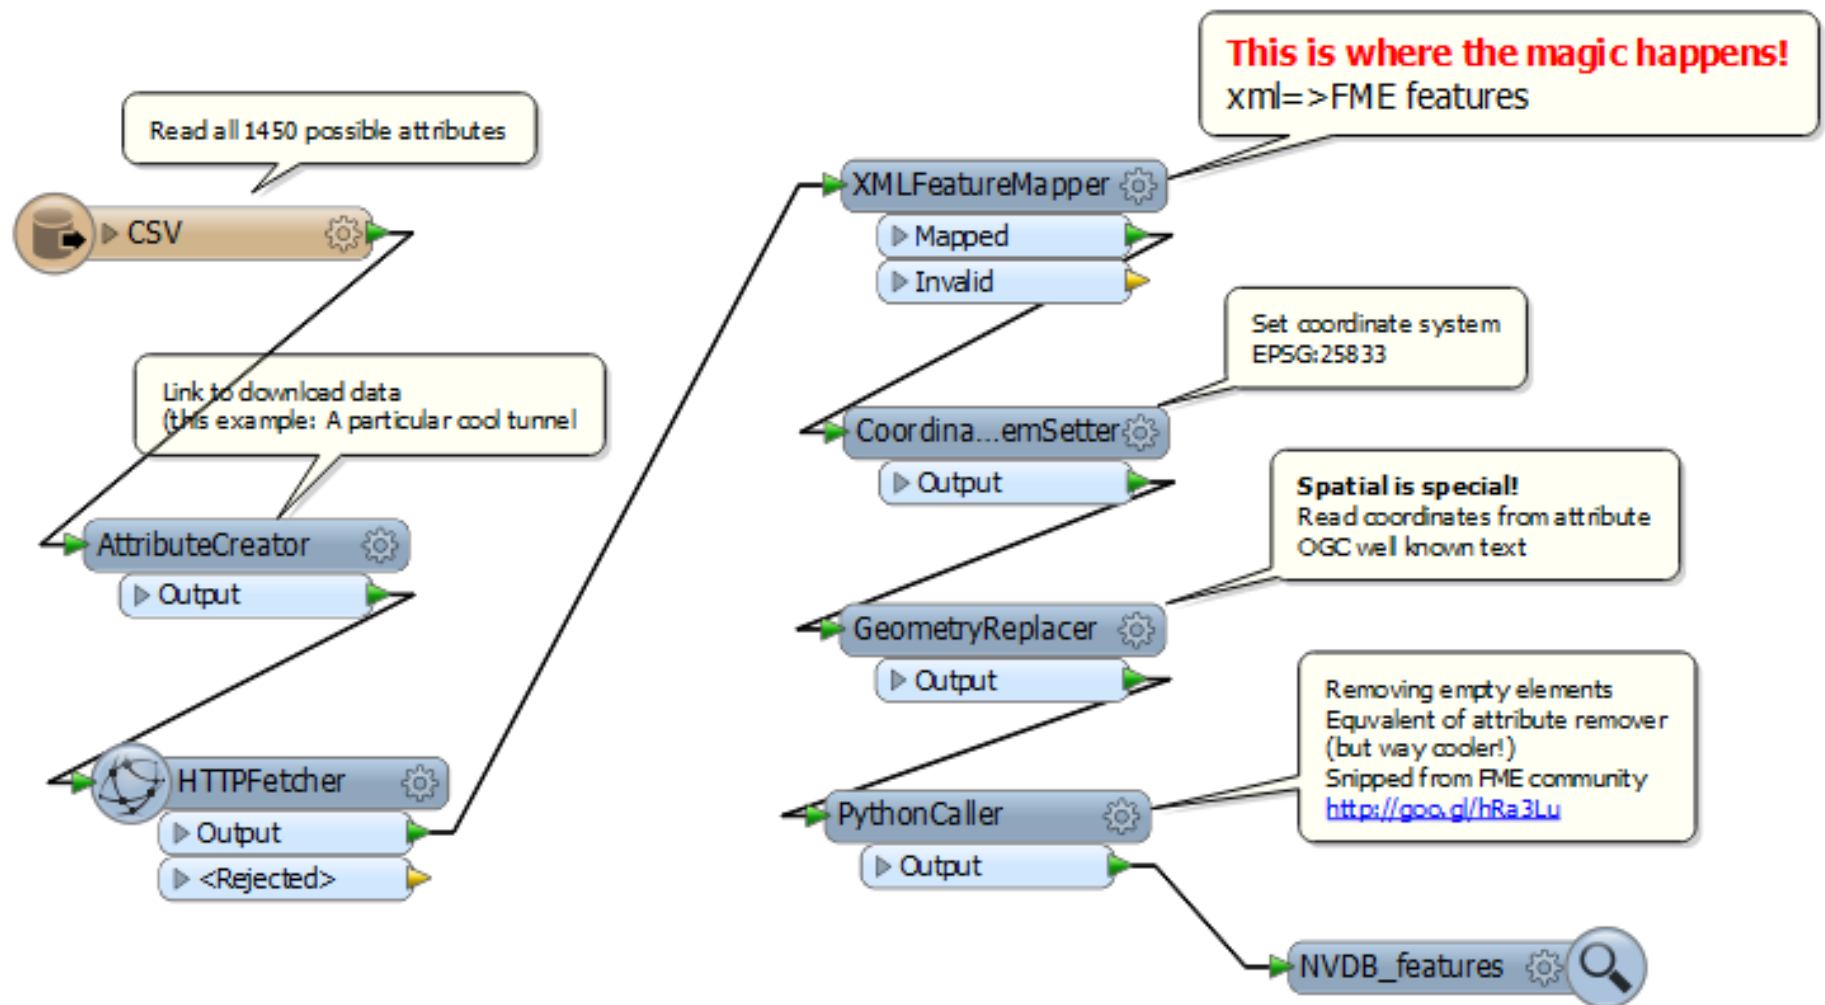 Read all 1450 possible attributes
CSV
Link to download data
(this example: A particular cool tunnel
AttributeCreator
Output
HTTPFetcher
Output
<Rejected>
This is where the magic happens!
xml=>FME features
XMLFeatureMapper
Mapped
Invalid
Set coordinate system
EPSG:25833
Coordina...emSetter
Output
Spatial is special!
Read coordinates from attribute
OGC well known text
GeometryReplacer
Output
Removing empty elements
Equvalent of attribute remover
(but way cooler!)
Snipped from FME community
http://goo.gl/hRa3Lu
PythonCaller
Output
NVDB_features